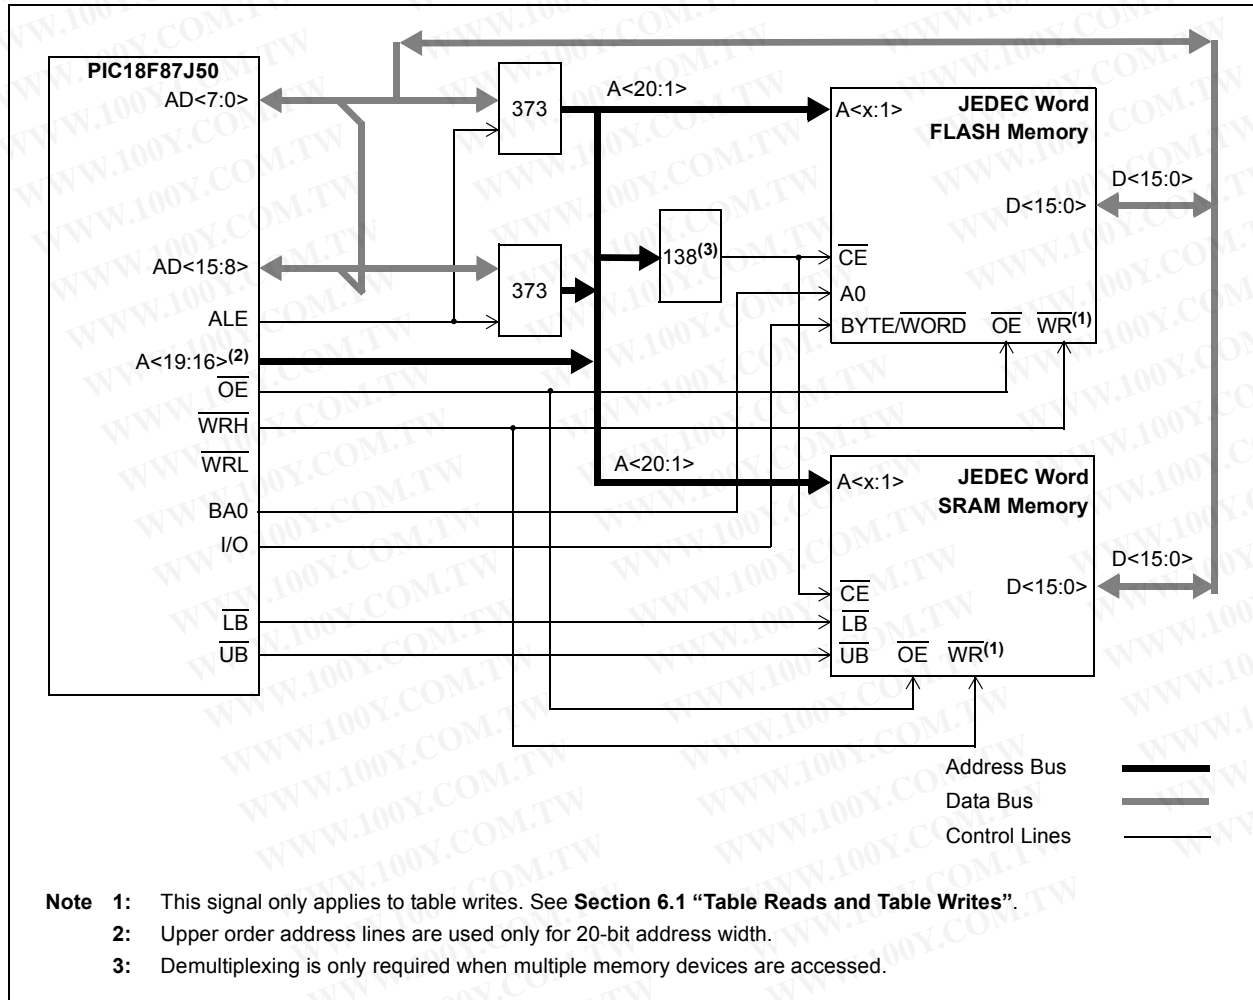 PIC18F87J50
AD<7:0>
AD<15:8>
ALE
A<19:16>(2)
OE
WRH
WRL
BA0
I/O
LB
UB
373
373
A<20:1>
138(3)
A<20:1>
JEDEC Word
FLASH Memory
A<x:1>
D<15:0>
CE
A0
BYTE/WORD OE WR(1)
D<15:0>
JEDEC Word
SRAM Memory
A<x:1>
D<15:0>
CE
LB
UB OE WR(1)
D<15:0>
Address Bus
Data Bus
Control Lines
Note 1: This signal only applies to table writes. See Section 6.1 “Table Reads and Table Writes”.
2: Upper order address lines are used only for 20-bit address width.
3: Demultiplexing is only required when multiple memory devices are accessed.
WWW.100Y.COM.TW